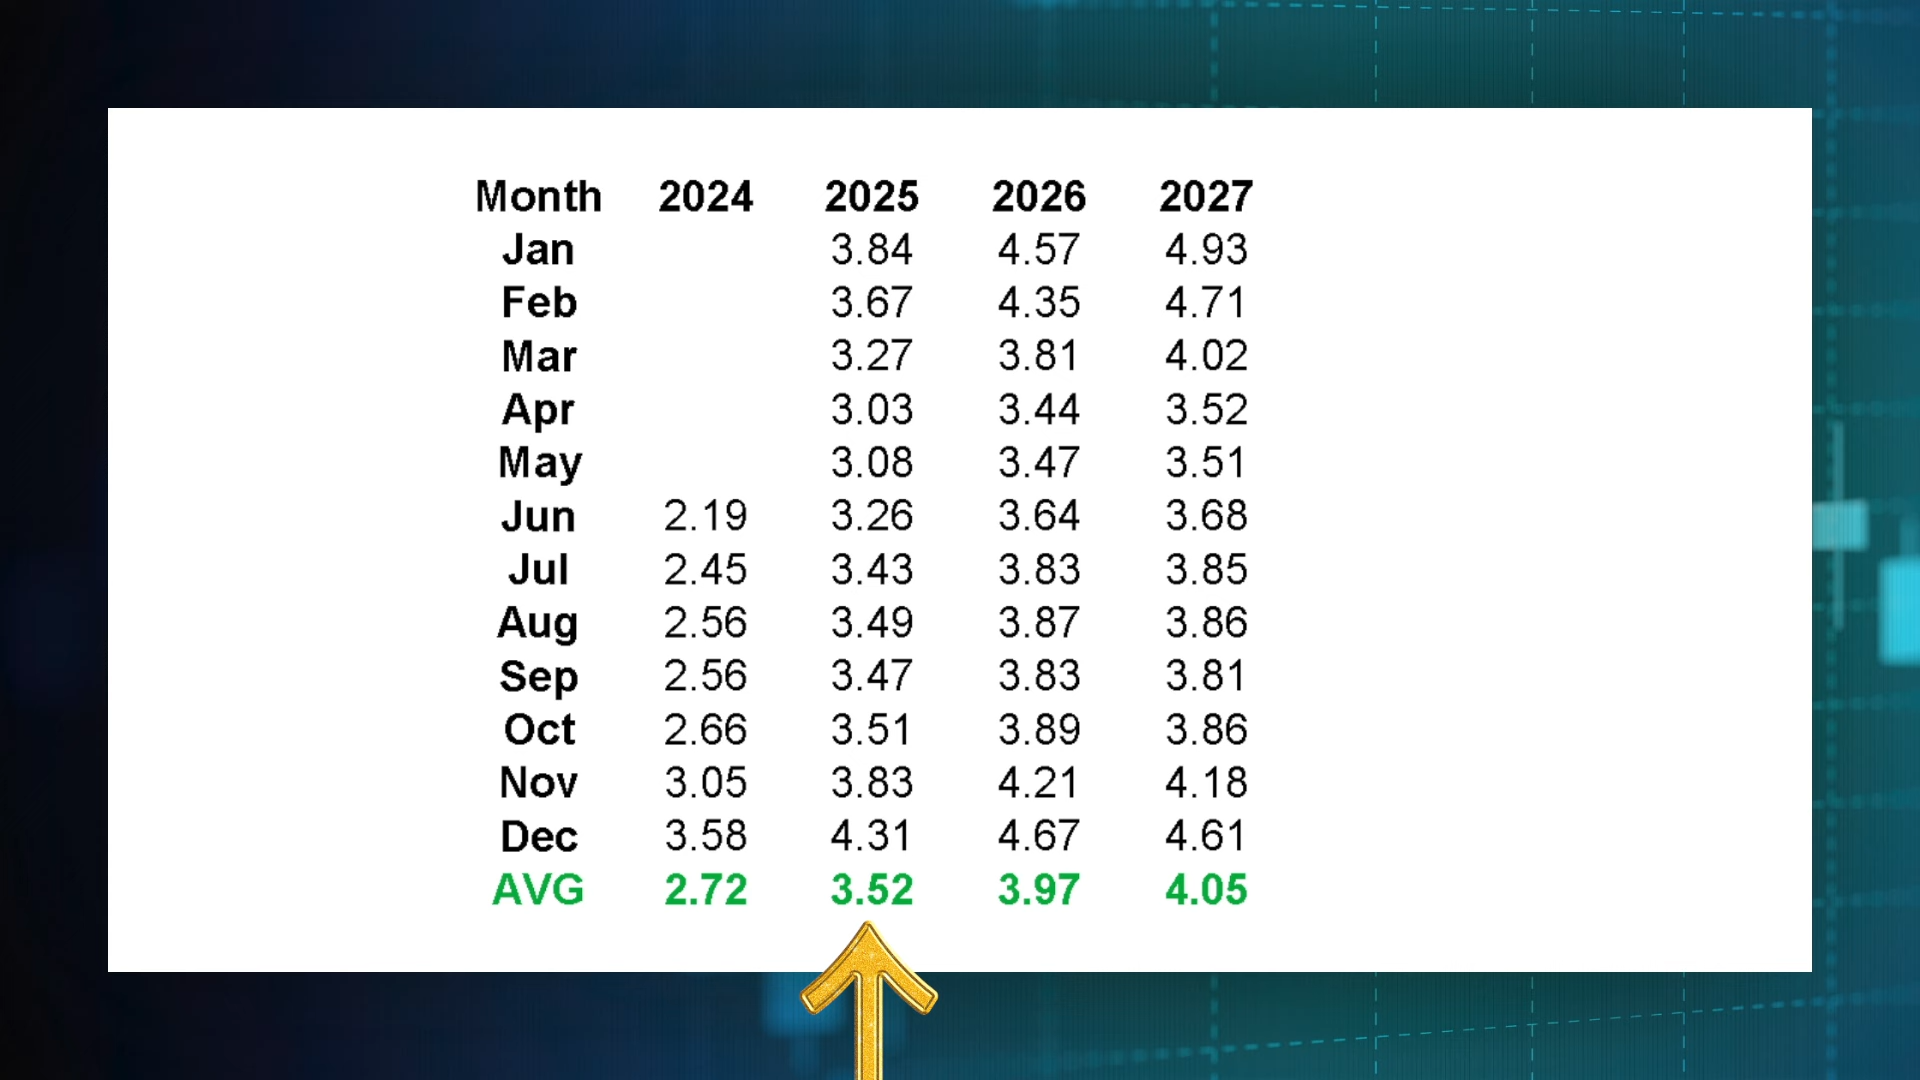 Month 2024 2025 2026 2027
Jan 3.84 4.57 4.93
Feb 3.67 4.35 4.71
Mar 3.27 3.81 4.02
Apr 3.03 3.44 3.52
May 3.08 3.47 3.51
Jun 2.19 3.26 3.64 3.68
Jul 2.45 3.43 3.83 3.85
Aug 2.56 3.49 3.87 3.86
Sep 2.56 3.47 3.83 3.81
Oct 2.66 3.51 3.89 3.86
Nov 3.05 3.83 4.21 4.18
Dec 3.58 4.31 4.67 4.61
AVG 2.72 3.52 3.97 4.05